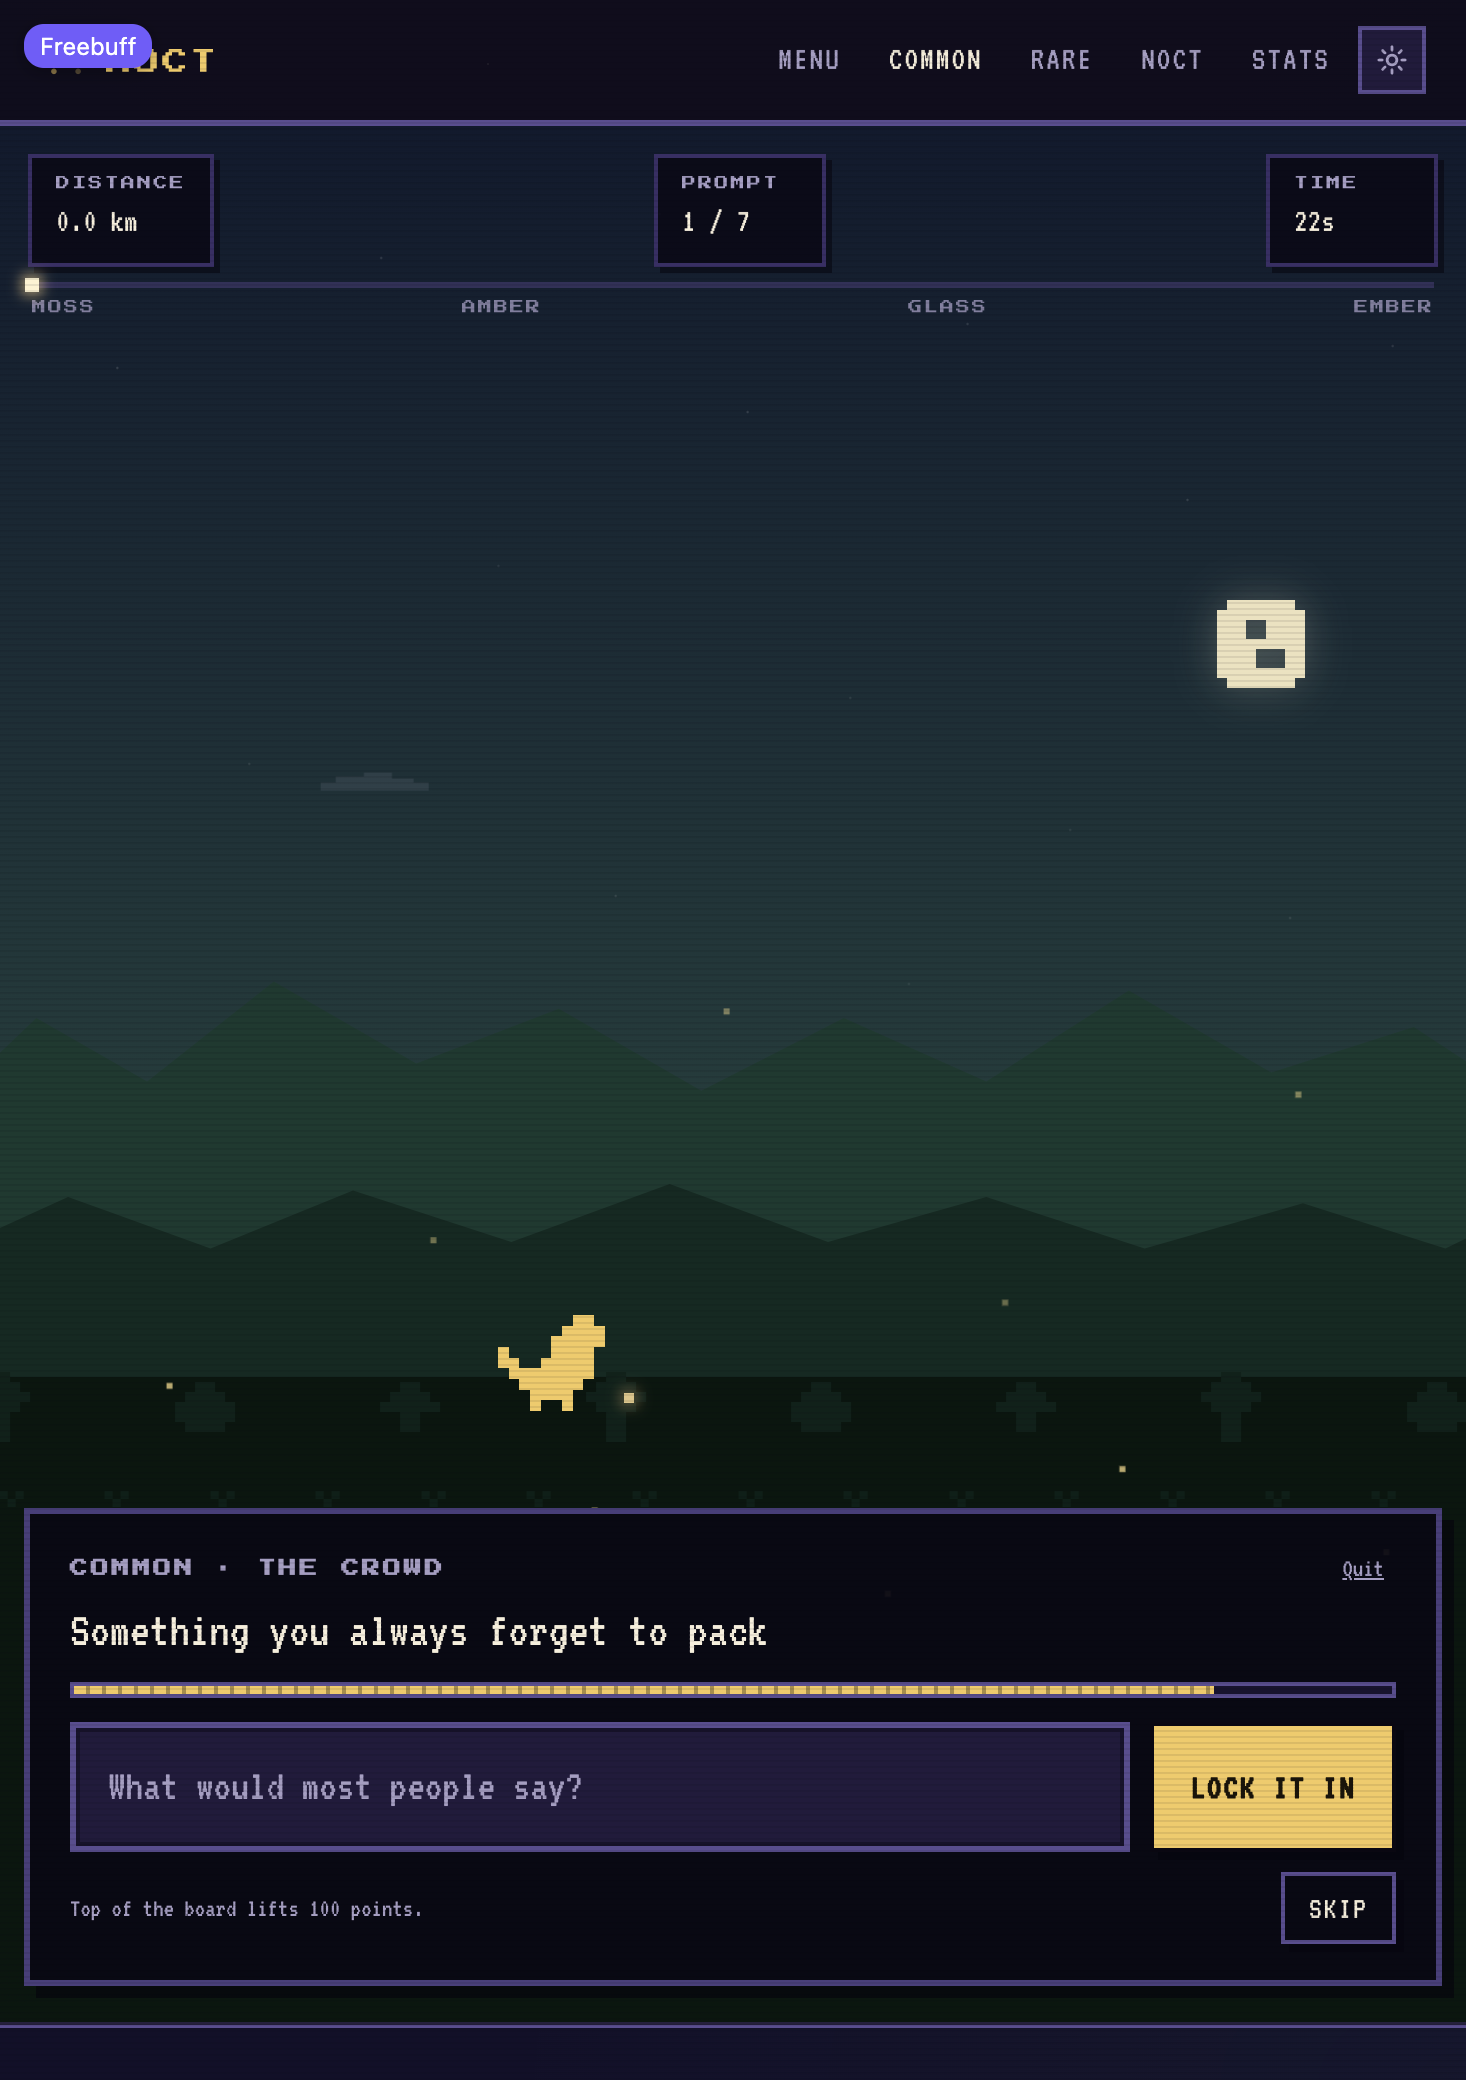 Freebuff
MENU COMMON RARE NOCT STATS
DISTANCE
0.0 km
PROMPT
1 / 7
TIME
22s
MOSS AMBER GLASS EMBER
COMMON · THE CROWD
Quit
Something you always forget to pack
What would most people say?
LOCK IT IN
Top of the board lifts 100 points.
SKIP